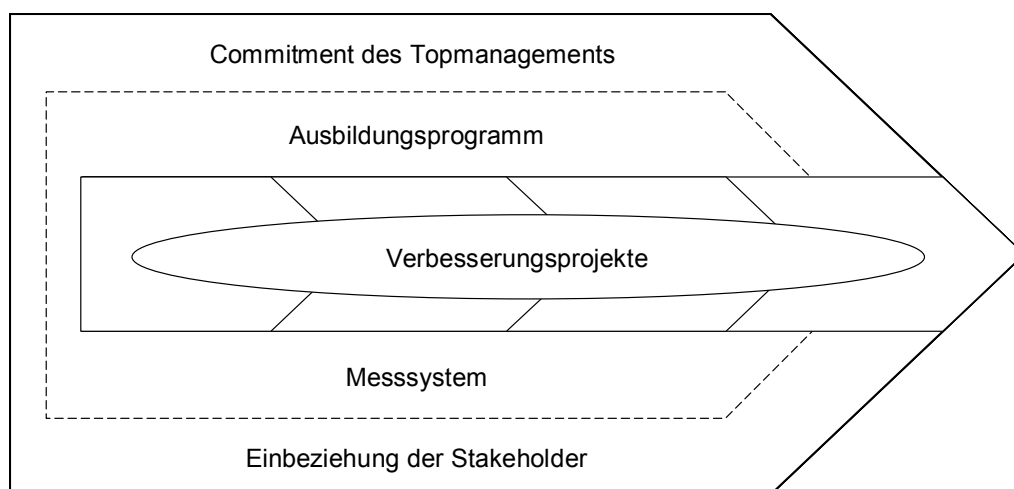 Commitment des Topmanagements
Ausbildungsprogramm
Verbesserungsprojekte
Messsystem
Einbeziehung der Stakeholder